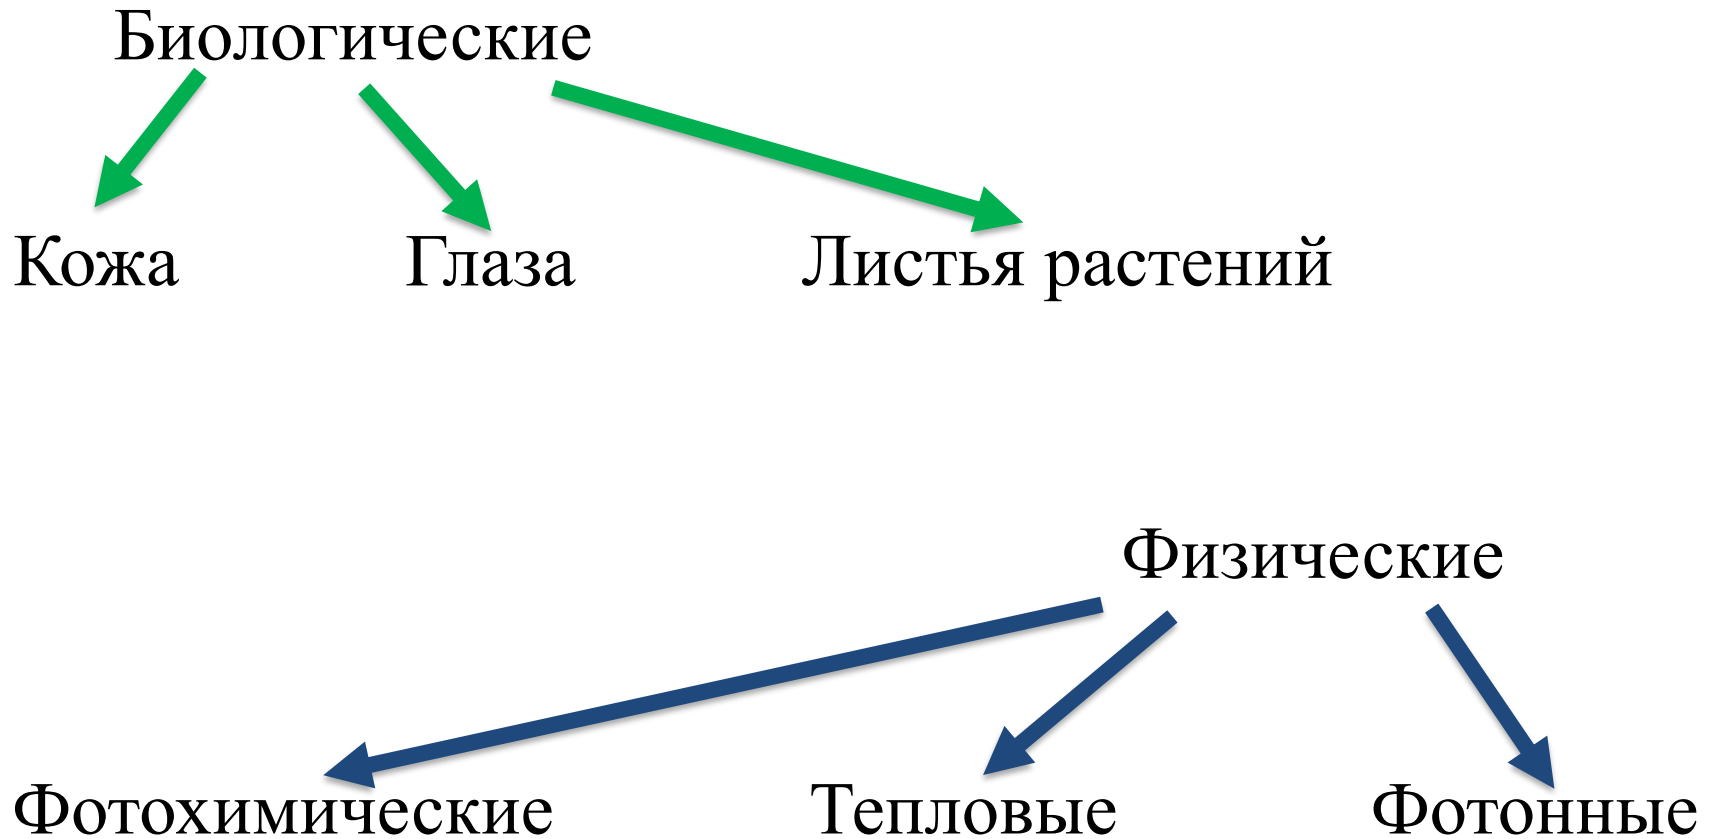 Биологические
Кожа Глаза Листья растений
Физические
Фотохимические Тепловые Фотонные